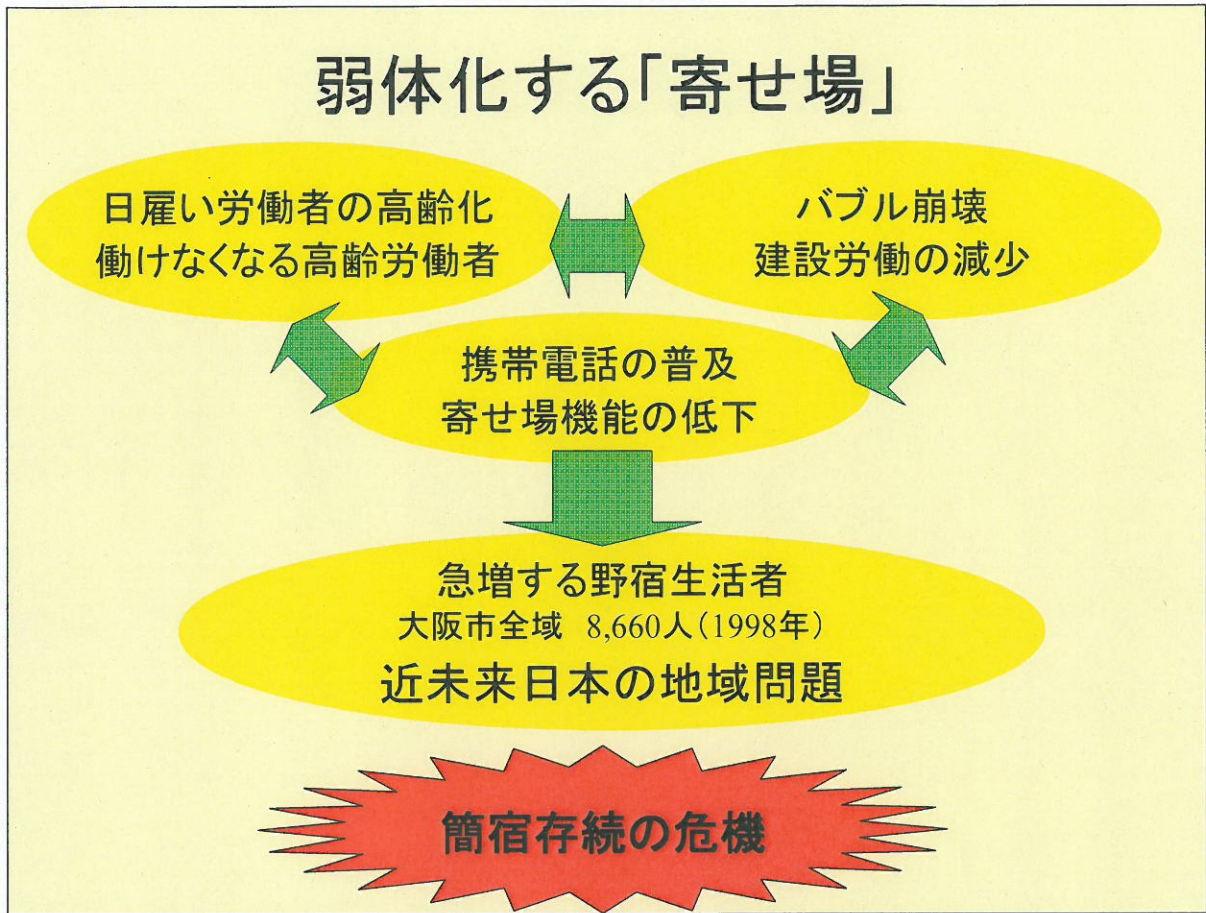 弱体化する「寄せ場」
日雇い労働者の高齢化
働けなくなる高齢労働者
バブル崩壊
建設労働の減少
携帯電話の普及
寄せ場機能の低下
急増する野宿生活者
大阪市全域 8,660人(1998年)
近未来日本の地域問題
簡宿存続の危機